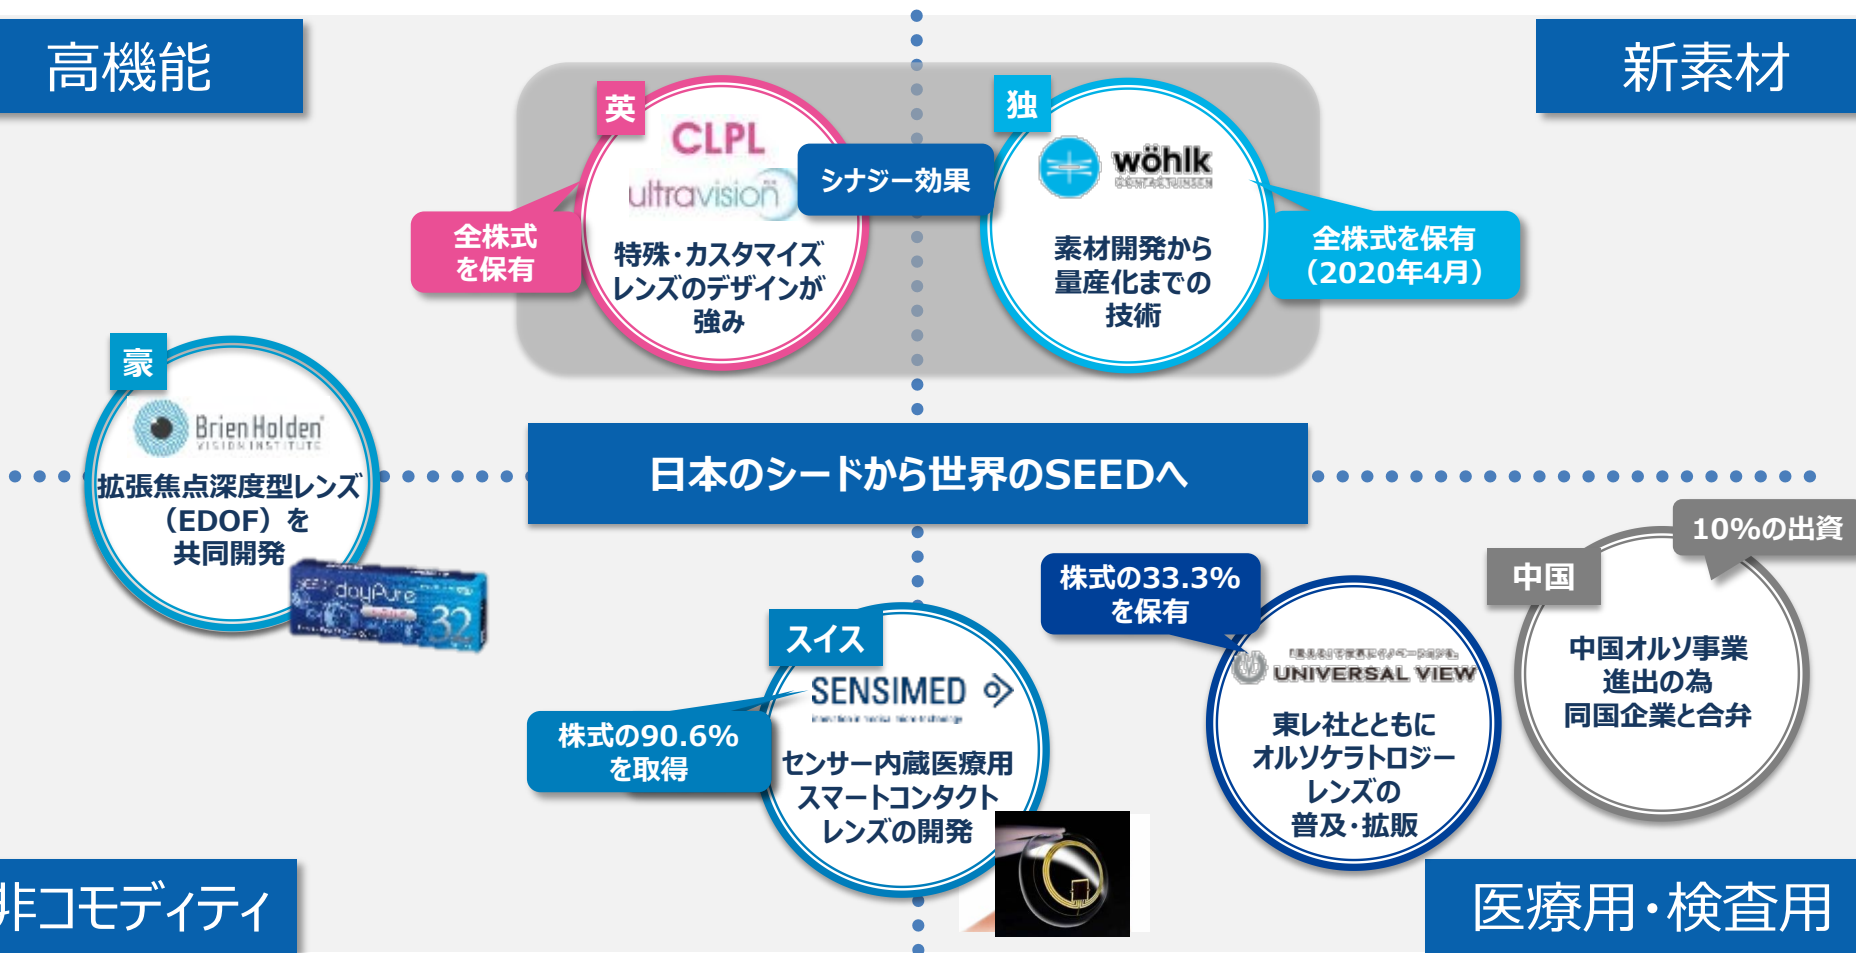 高機能
新素材
英
CLPL
ultravision
全株式
を保有
特殊・カスタマイズ
レンズのデザインが
強み
シナジー効果
独
wöhlk
CONTACTLINSEN
素材開発から
量産化までの
技術
全株式を保有
（2020年4月）
豪
Brien Holden
VISION INSTITUTE
拡張焦点深度型レンズ
（EDOF）を
共同開発
SEED
dayPure
32
日本のシードから世界のSEEDへ
スイス
SENSIMED
innovation in medical micro technology
株式の90.6%
を取得
センサー内蔵医療用
スマートコンタクト
レンズの開発
株式の33.3%
を保有
UNIVERSAL VIEW
東レ社とともに
オルソケラトロジー
レンズの
普及・拡販
10%の出資
中国
中国オルソ事業
進出の為
同国企業と合弁
非コモディティ
医療用・検査用